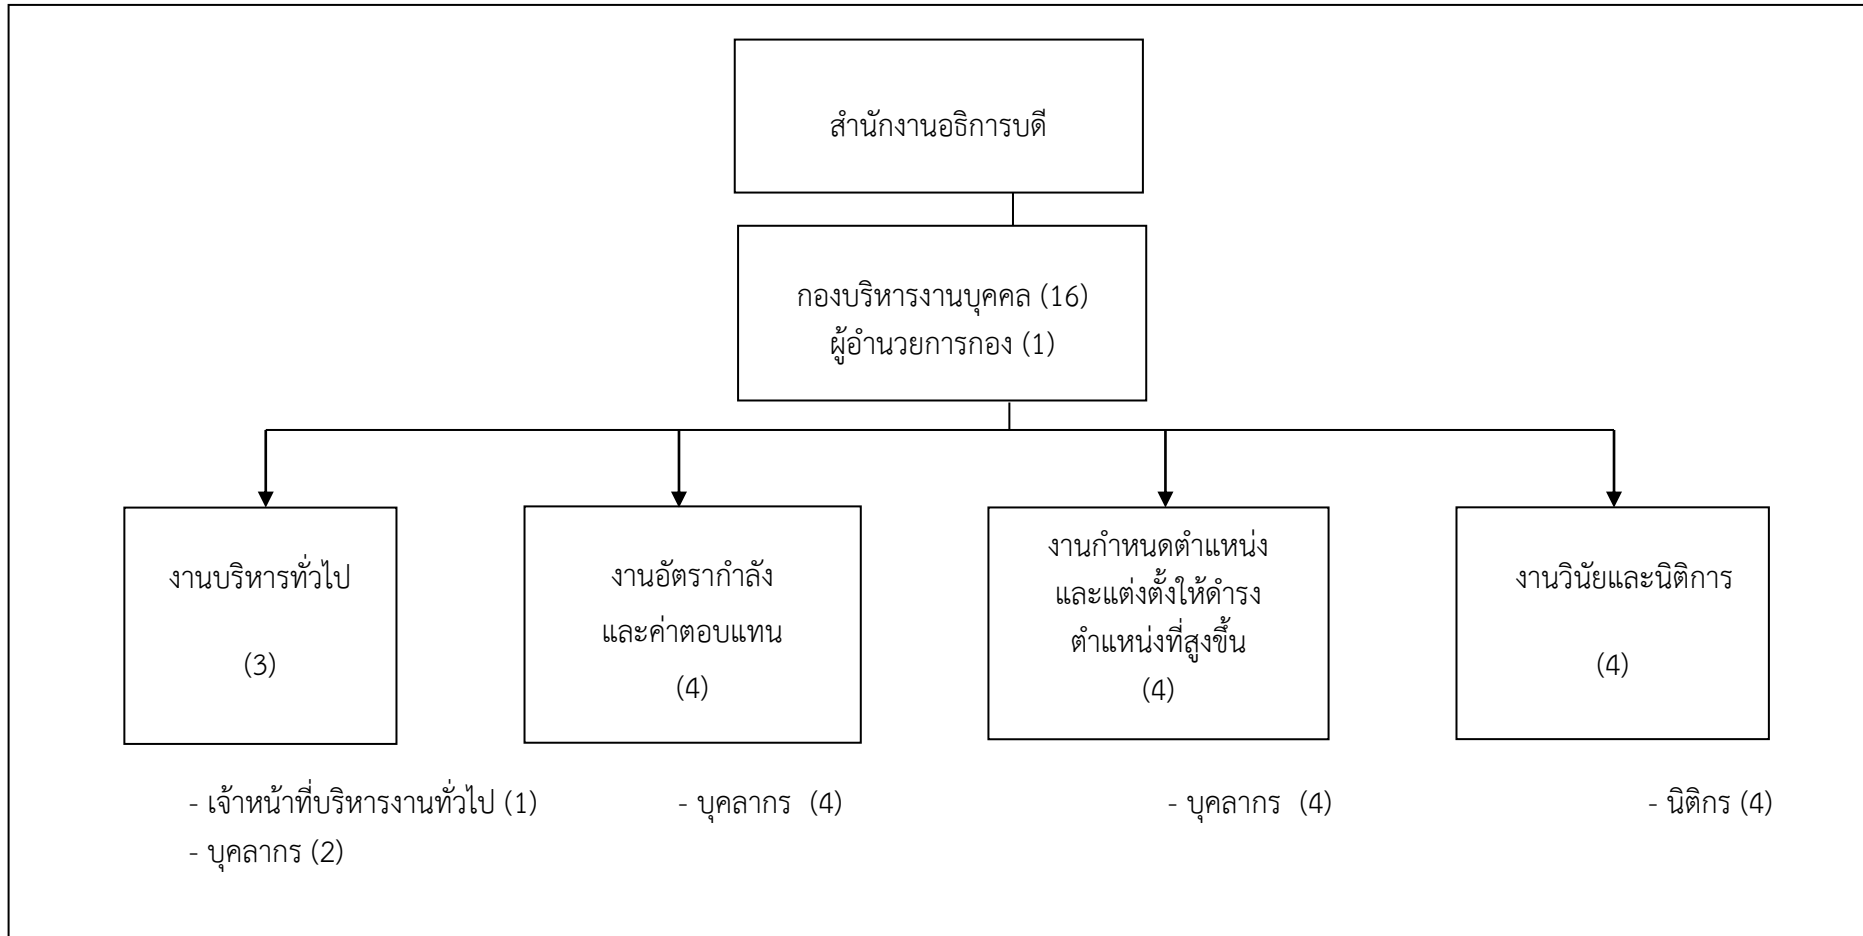 สำนักงานอธิการบดี
กองบริหารงานบุคคล (16)
ผู้อำนวยการกอง (1)
งานบริหารทั่วไป
(3)
งานอัตรากำลัง
และค่าตอบแทน
(4)
งานกำหนดตำแหน่ง
และแต่งตั้งให้ดำรง
ตำแหน่งที่สูงขึ้น
(4)
งานวินัยและนิติการ
(4)
- เจ้าหน้าที่บริหารงานทั่วไป (1)
- บุคลากร (2)
- บุคลากร (4)
- บุคลากร (4)
- นิติกร (4)